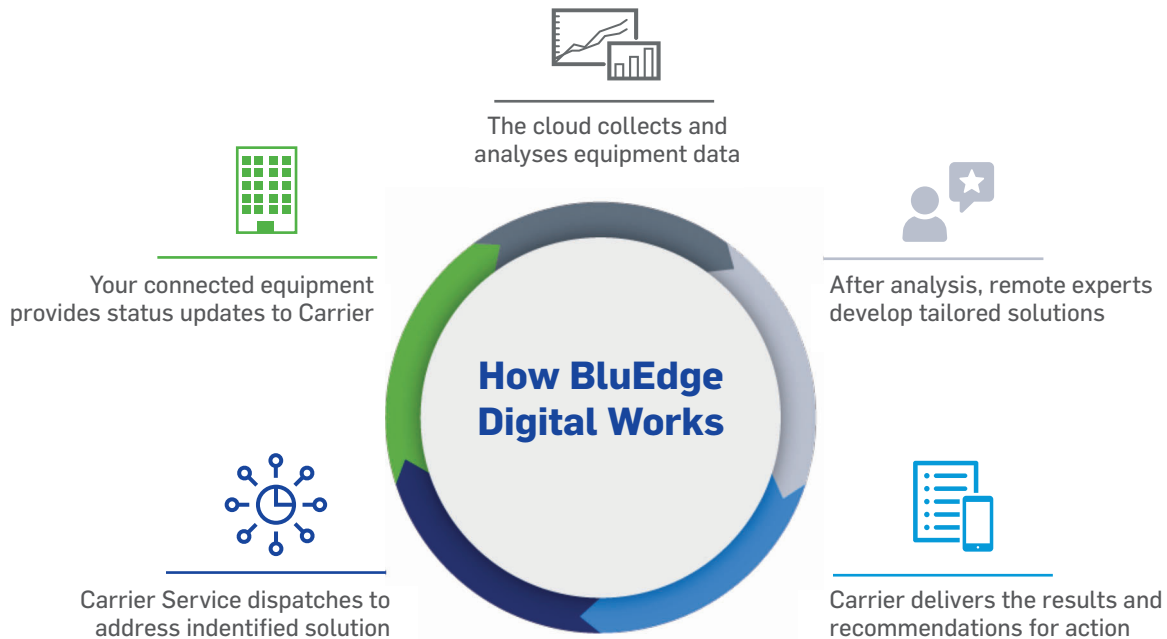 The cloud collects and
analyses equipment data
Your connected equipment
provides status updates to Carrier
After analysis, remote experts
develop tailored solutions
How BluEdge
Digital Works
Carrier Service dispatches to
address indentified solution
Carrier delivers the results and
recommendations for action